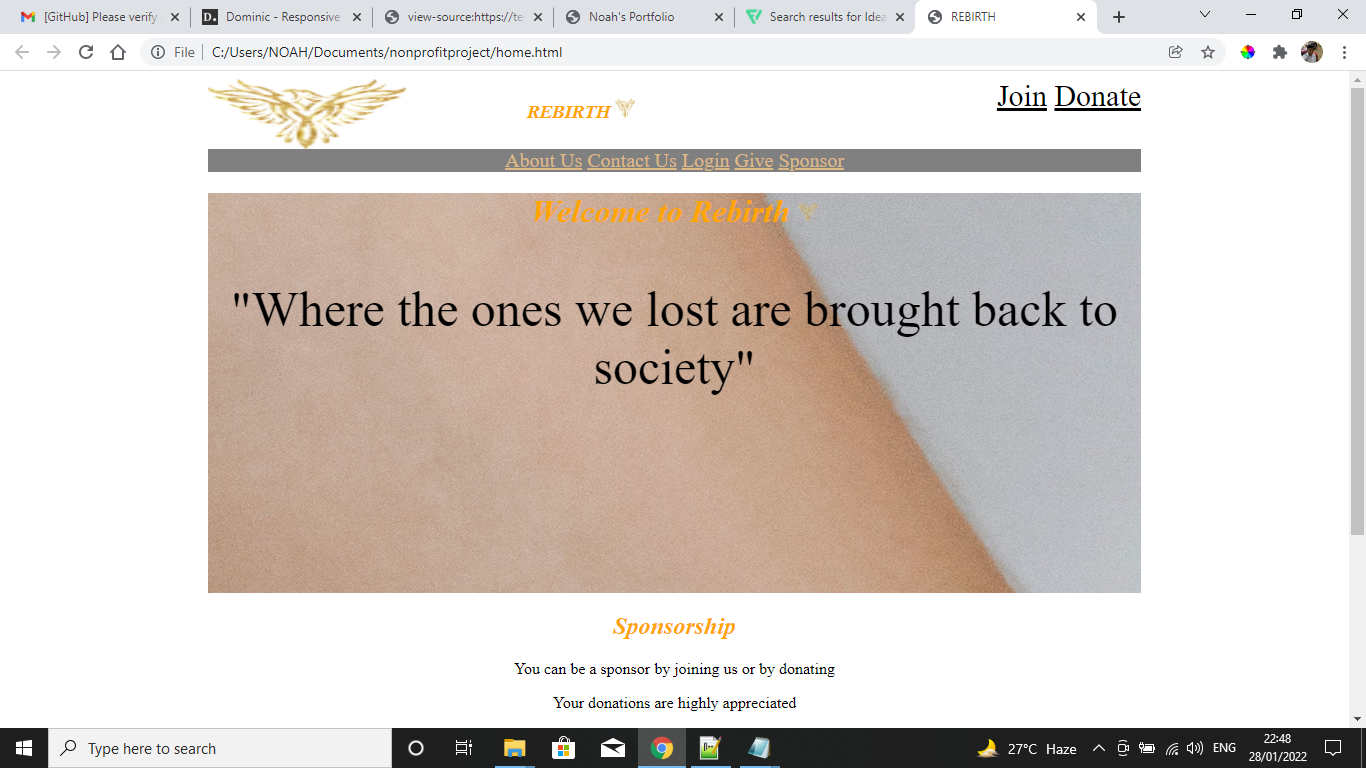 [GitHub] Please verify
Dominic - Responsive
view-source:https://te
Noah's Portfolio
Search results for Idea
REBIRTH
File
C:/Users/NOAH/Documents/nonprofitproject/home.html
REBIRTH
Join Donate
About Us Contact Us Login Give Sponsor
Welcome to Rebirth
"Where the ones we lost are brought back to
society"
Sponsorship
You can be a sponsor by joining us or by donating
Your donations are highly appreciated
Type here to search
27°C Haze
ENG
22:48
28/01/2022